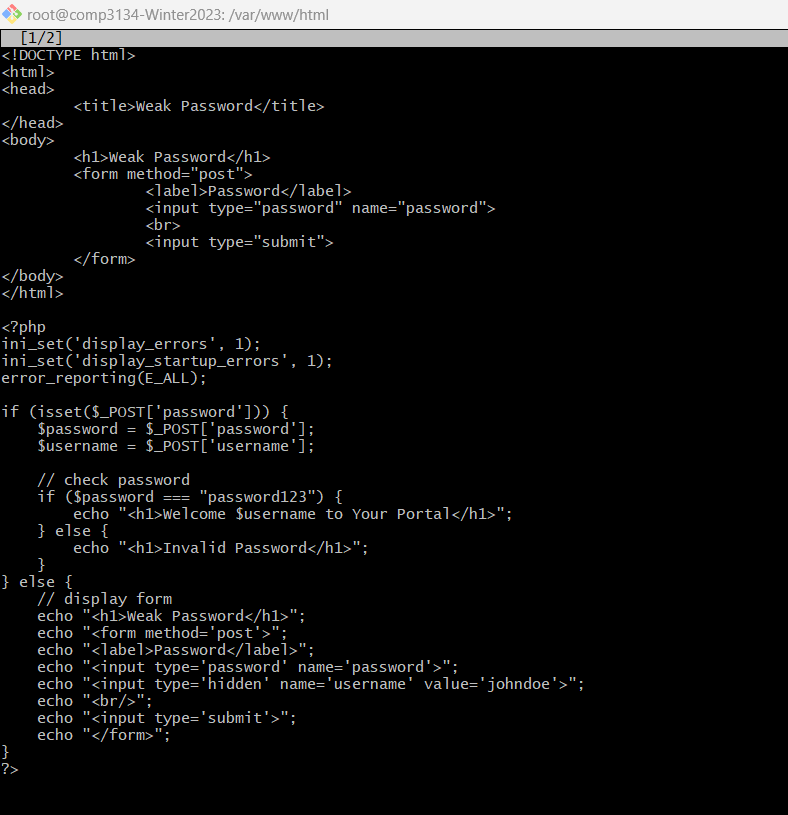 root@comp3134-Winter2023: /var/www/html
[1/2]
<!DOCTYPE html>
<html>
<head>
        <title>Weak Password</title>
</head>
<body>
        <h1>Weak Password</h1>
        <form method="post">
                <label>Password</label>
                <input type="password" name="password">
                <br>
                <input type="submit">
        </form>
</body>
</html>

<?php
ini_set('display_errors', 1);
ini_set('display_startup_errors', 1);
error_reporting(E_ALL);

if (isset($_POST['password'])) {
    $password = $_POST['password'];
    $username = $_POST['username'];

    // check password
    if ($password === "password123") {
        echo "<h1>Welcome $username to Your Portal</h1>";
    } else {
        echo "<h1>Invalid Password</h1>";
    }
} else {
    // display form
    echo "<h1>Weak Password</h1>";
    echo "<form method='post'>";
    echo "<label>Password</label>";
    echo "<input type='password' name='password'>";
    echo "<input type='hidden' name='username' value='johndoe'>";
    echo "<br/>";
    echo "<input type='submit'>";
    echo "</form>";
}
?>